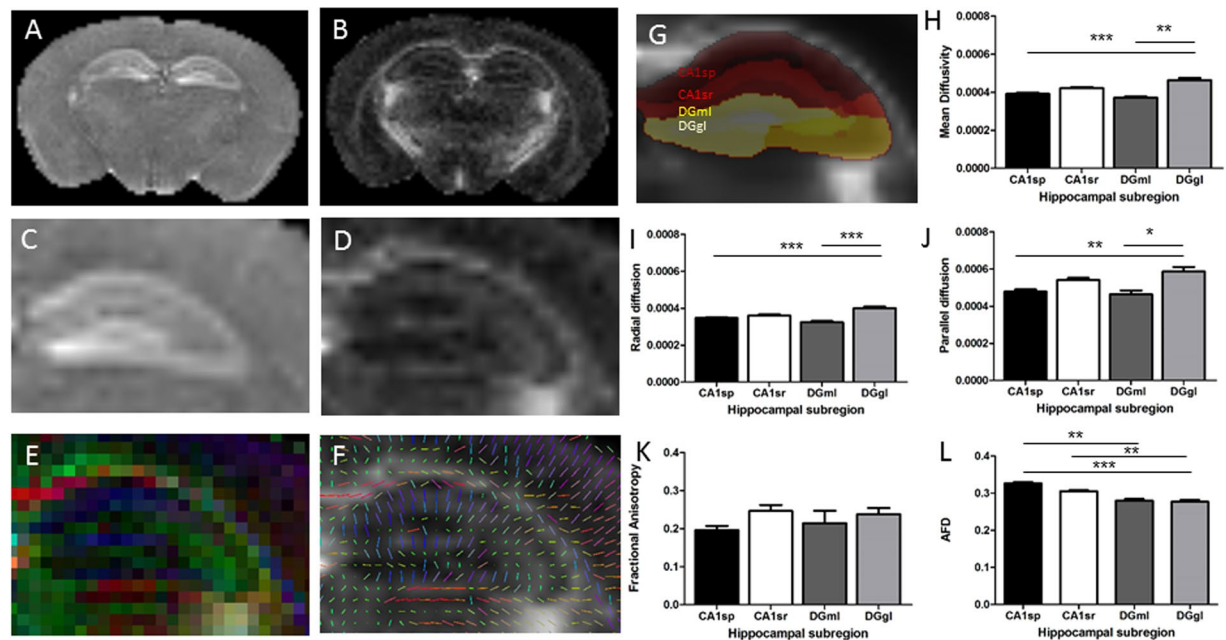 A
B
G
CA1sp
CA1sr
DGml
DGgl
H
Mean Diffusivity
0.0008
0.0006
0.0004
0.0002
0.0000
***
**
CA1sp CA1sr DGml DGgl
Hippocampal subregion
C
D
I
Radial diffusion
0.0008
0.0006
0.0004
0.0002
0.0000
***
***
CA1sp CA1sr DGml DGgl
Hippocampal subregion
J
Parallel diffusion
0.0008
0.0006
0.0004
0.0002
0.0000
**
*
CA1sp CA1sr DGml DGgl
Hippocampal subregion
E
F
K
Fractional Anisotropy
0.4
0.3
0.2
0.1
0.0
CA1sp CA1sr DGml DGgl
Hippocampal subregion
L
AFD
0.4
0.3
0.2
0.1
0.0
**
**
***
CA1sp CA1sr DGml DGgl
Hippocampal subregion